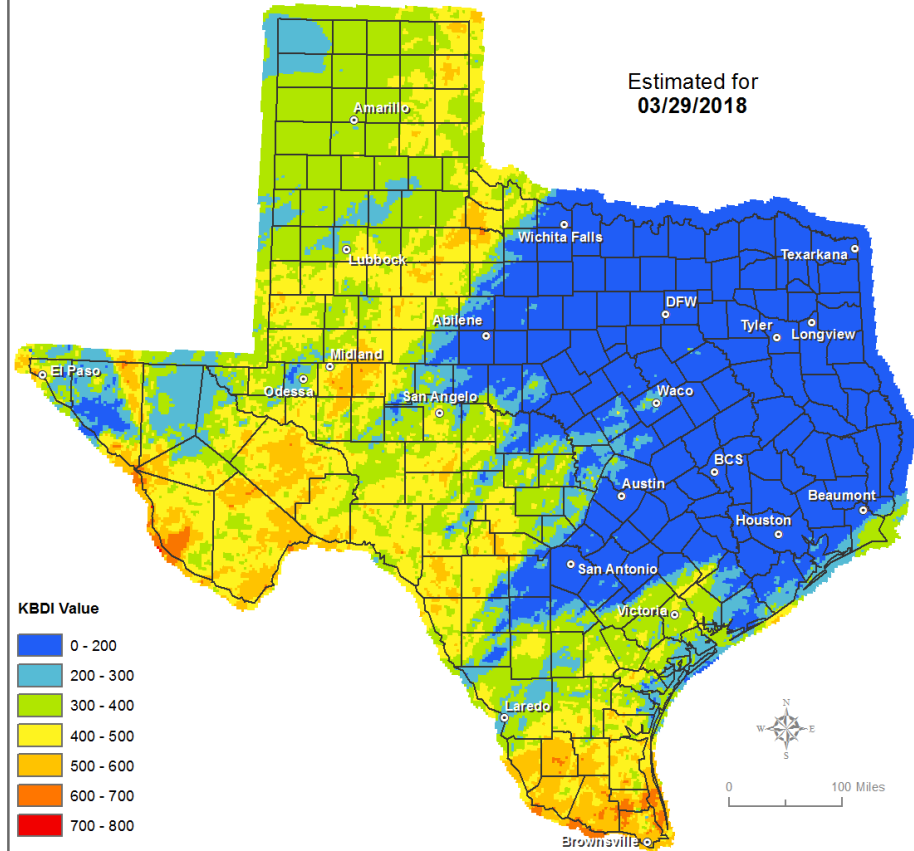 Estimated for
03/29/2018
Amarillo
Wichita Falls
Texarkana
Lubbock
DFW
Abilene
Tyler
Longview
Midland
El Paso
Odessa
San Angelo
Waco
BCS
Austin
Beaumont
Houston
San Antonio
Victoria
Laredo
Brownsville
KBDI Value
0 - 200
200 - 300
300 - 400
400 - 500
500 - 600
600 - 700
700 - 800
N
W E
S
0 100 Miles